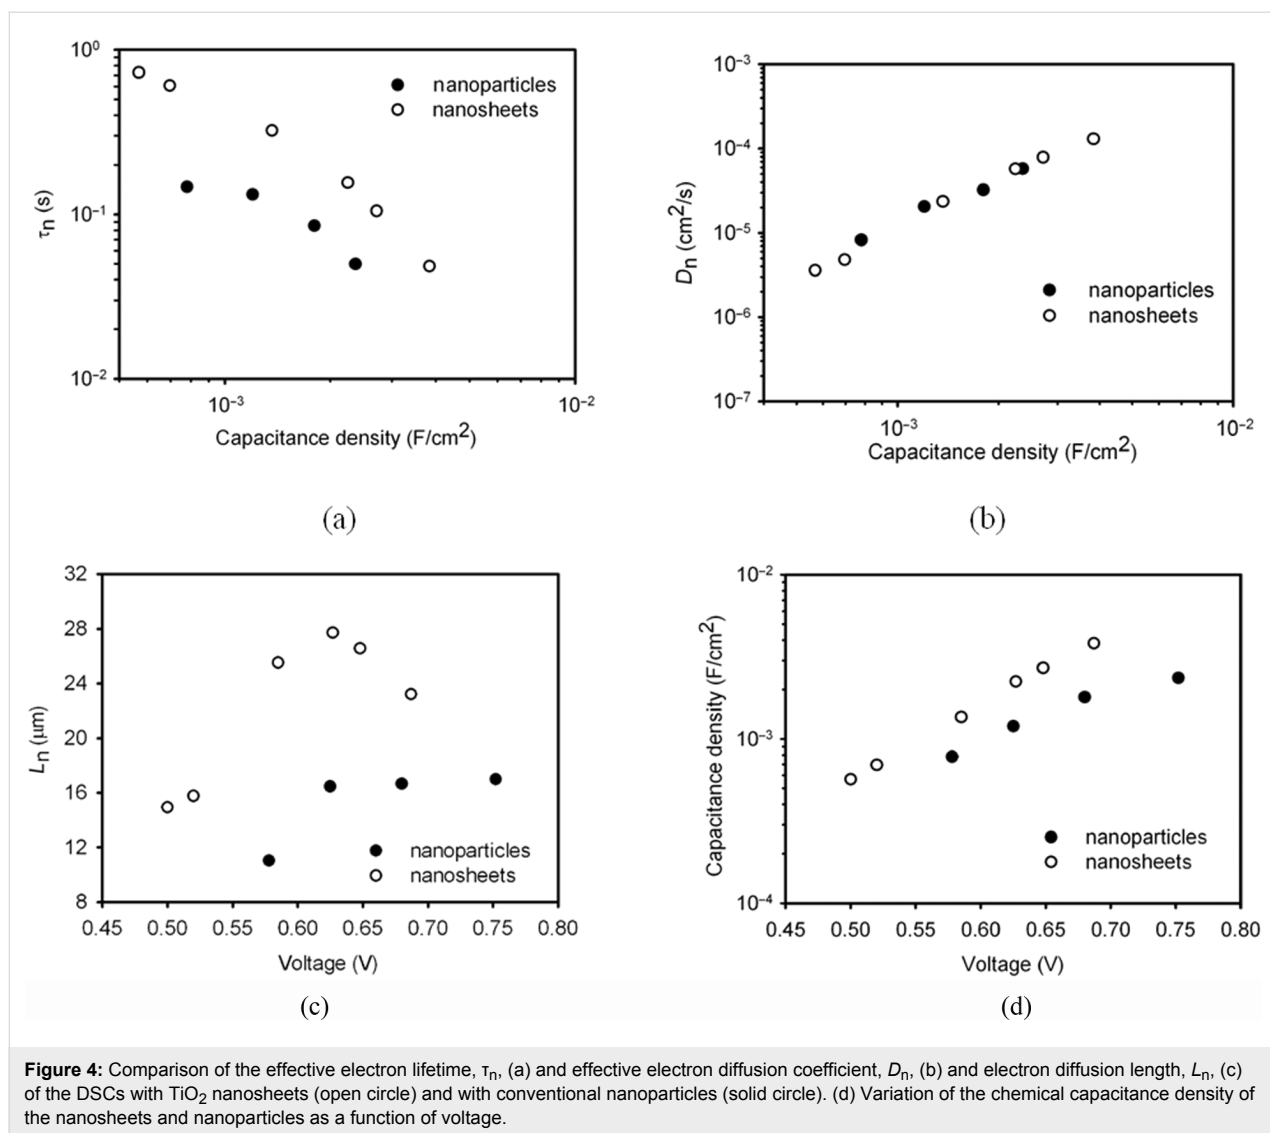 10⁰
10⁻¹
10⁻²
τn (s)
nanoparticles
nanosheets
10⁻³
10⁻²
Capacitance density (F/cm²)
(a)
10⁻³
10⁻⁴
10⁻⁵
10⁻⁶
10⁻⁷
Dn (cm²/s)
nanoparticles
nanosheets
10⁻³
10⁻²
Capacitance density (F/cm²)
(b)
32
28
24
20
16
12
8
Ln (μm)
nanoparticles
nanosheets
0.45 0.50 0.55 0.60 0.65 0.70 0.75 0.80
Voltage (V)
(c)
10⁻²
10⁻³
10⁻⁴
Capacitance density (F/cm²)
nanoparticles
nanosheets
0.45 0.50 0.55 0.60 0.65 0.70 0.75 0.80
Voltage (V)
(d)
Figure 4: Comparison of the effective electron lifetime, τn, (a) and effective electron diffusion coefficient, Dn, (b) and electron diffusion length, Ln, (c)
of the DSCs with TiO₂ nanosheets (open circle) and with conventional nanoparticles (solid circle). (d) Variation of the chemical capacitance density of
the nanosheets and nanoparticles as a function of voltage.